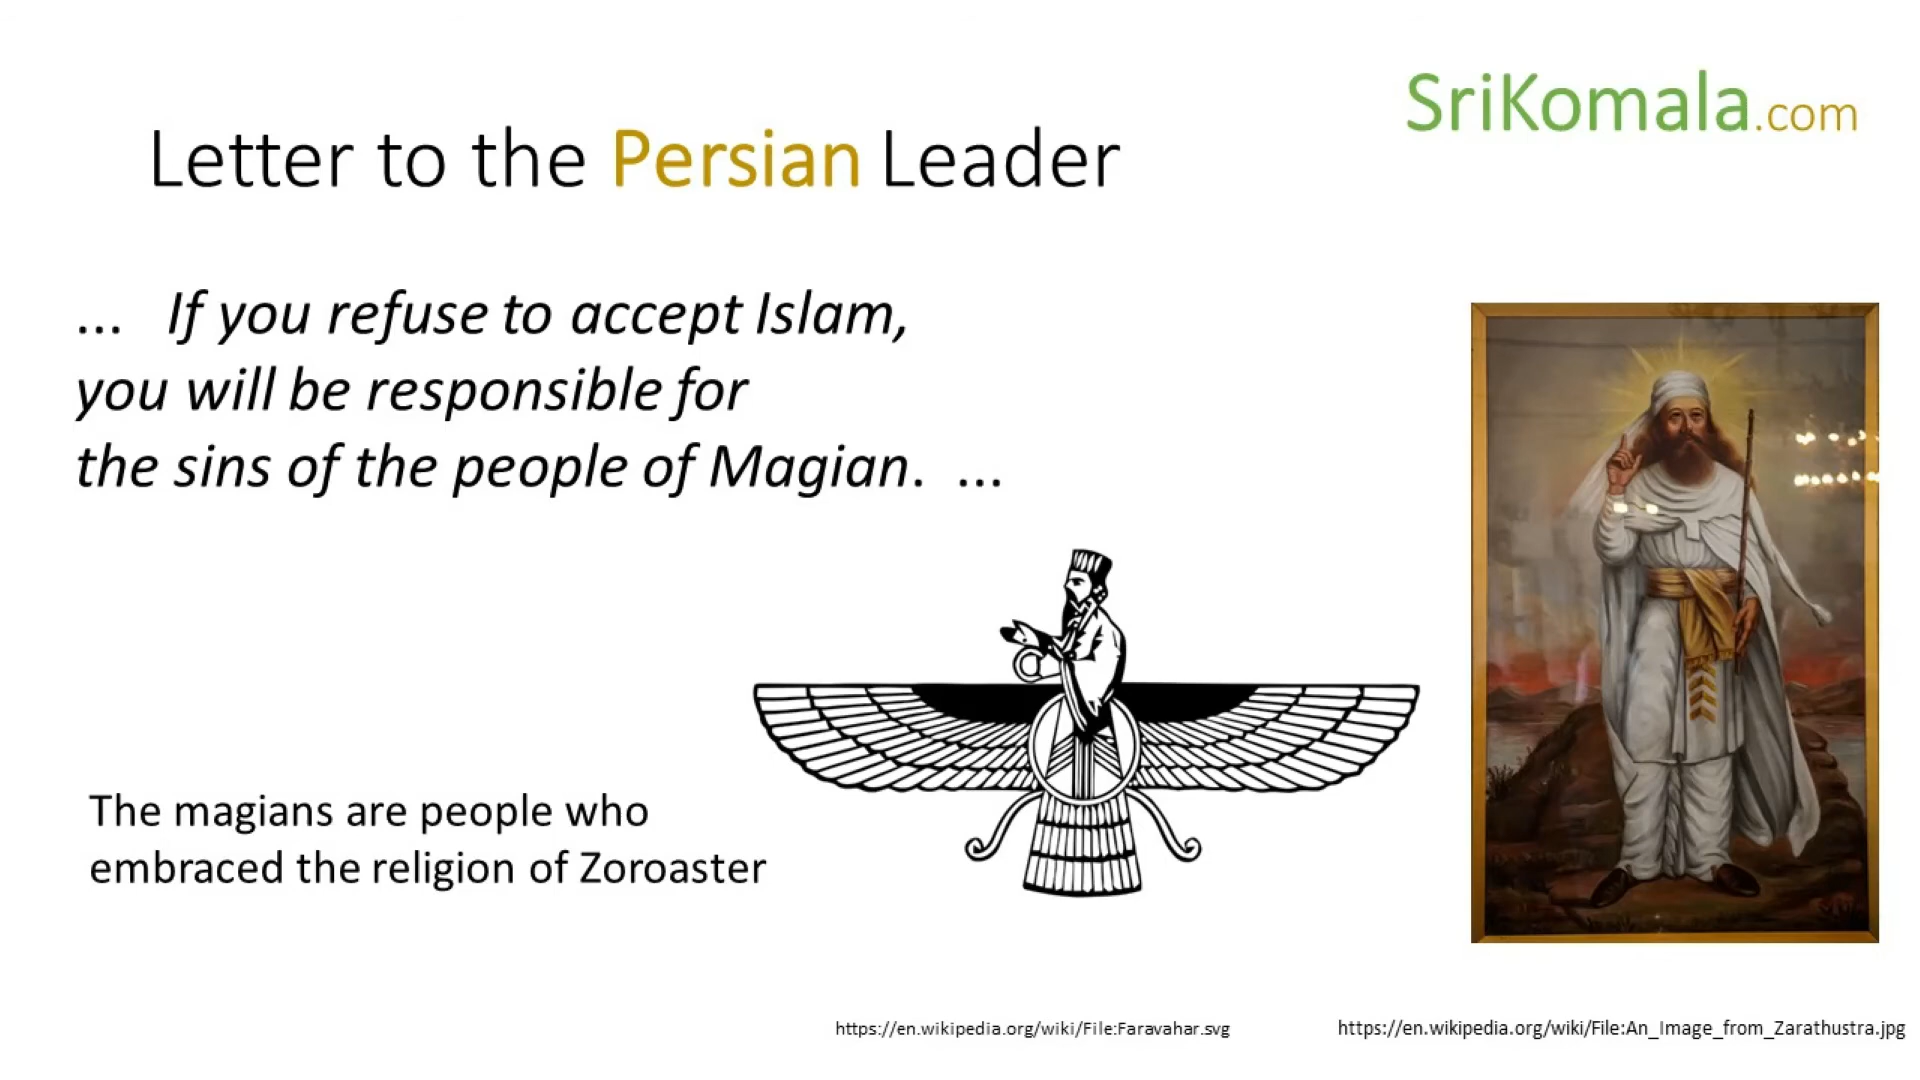 SriKomala.com
Letter to the Persian Leader
... If you refuse to accept Islam,
you will be responsible for
the sins of the people of Magian. ...
The magians are people who
embraced the religion of Zoroaster
https://en.wikipedia.org/wiki/File:Faravahar.svg
https://en.wikipedia.org/wiki/File:An_Image_from_Zarathustra.jpg